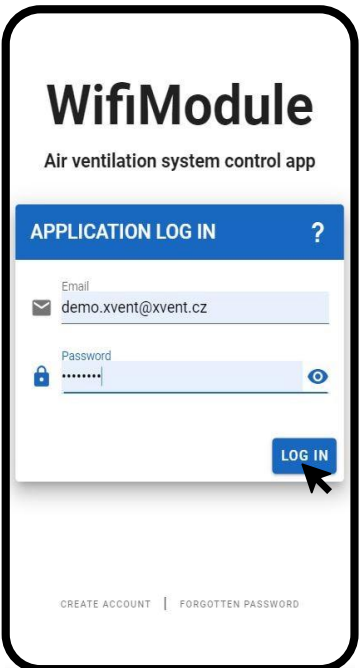 WifiModule
Air ventilation system control app
APPLICATION LOG IN ?
Email
demo.xvent@xvent.cz
Password
••••••••
LOG IN
CREATE ACCOUNT | FORGOTTEN PASSWORD